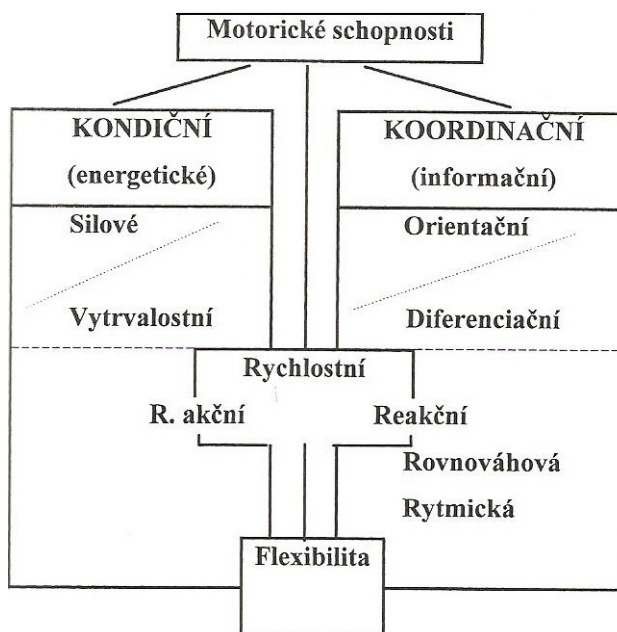 Motorické schopnosti
KONDIČNÍ
(energetické)
Silové
Vytrvalostní
KOORDINAČNÍ
(informační)
Orientační
Diferenciační
Rychlostní
R. akční
Reakční
Rovnováhová
Rytmická
Flexibilita